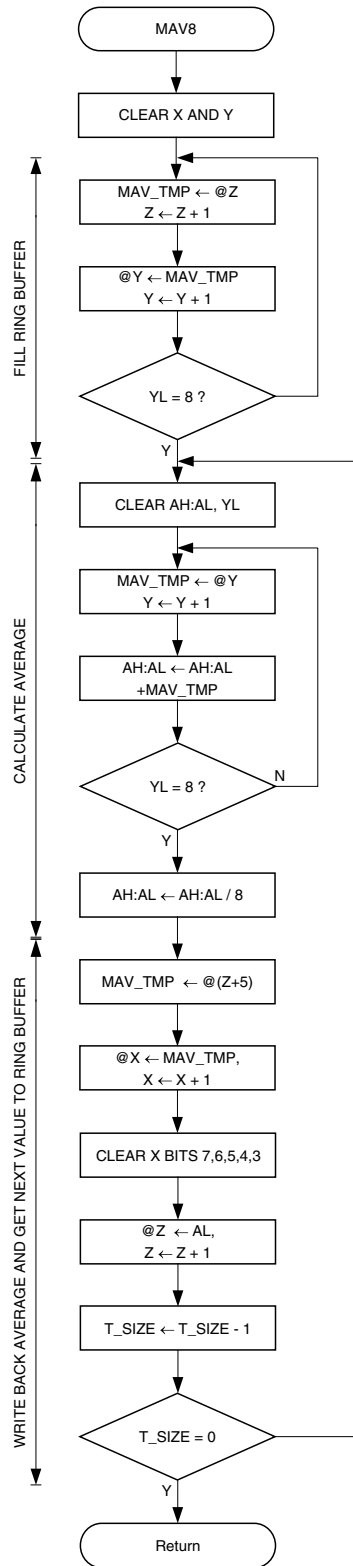 MAV8
CLEAR X AND Y
FILL RING BUFFER
MAV_TMP ← @Z
Z ← Z + 1
@Y ← MAV_TMP
Y ← Y + 1
YL = 8 ?
Y
CALCULATE AVERAGE
CLEAR AH:AL, YL
MAV_TMP ← @Y
Y ← Y + 1
AH:AL ← AH:AL
+MAV_TMP
YL = 8 ?
N
Y
AH:AL ← AH:AL / 8
WRITE BACK AVERAGE AND GET NEXT VALUE TO RING BUFFER
MAV_TMP ← @(Z+5)
@X ← MAV_TMP,
X ← X + 1
CLEAR X BITS 7,6,5,4,3
@Z ← AL,
Z ← Z + 1
T_SIZE ← T_SIZE - 1
T_SIZE = 0
Y
Return